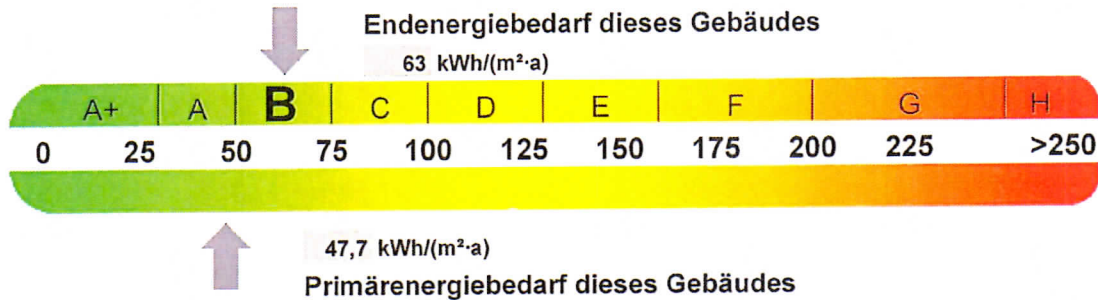 Endenergiebedarf dieses Gebäudes
63 kWh/(m²·a)
A+ A B C D E F G H
0 25 50 75 100 125 150 175 200 225 >250
47,7 kWh/(m²·a)
Primärenergiebedarf dieses Gebäudes